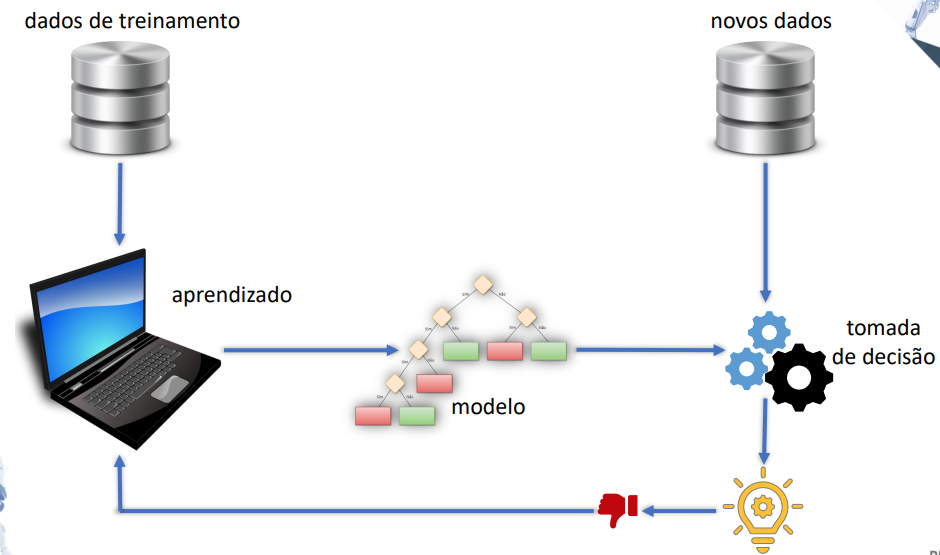 dados de treinamento
novos dados
aprendizado
Sim
Não
Sim
Não
Sim
Não
Sim
Não
Sim
Não
modelo
tomada
de decisão